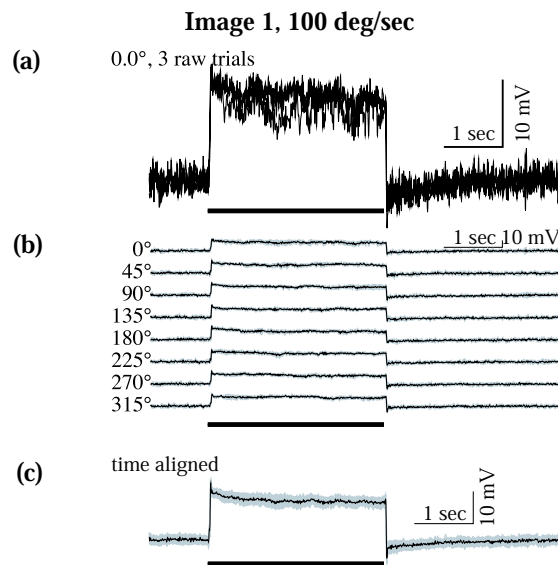 Image 1, 100 deg/sec
(a)
0.0°, 3 raw trials
1 sec
10 mV
(b)
1 sec 10 mV
0°
45°
90°
135°
180°
225°
270°
315°
(c)
time aligned
1 sec
10 mV